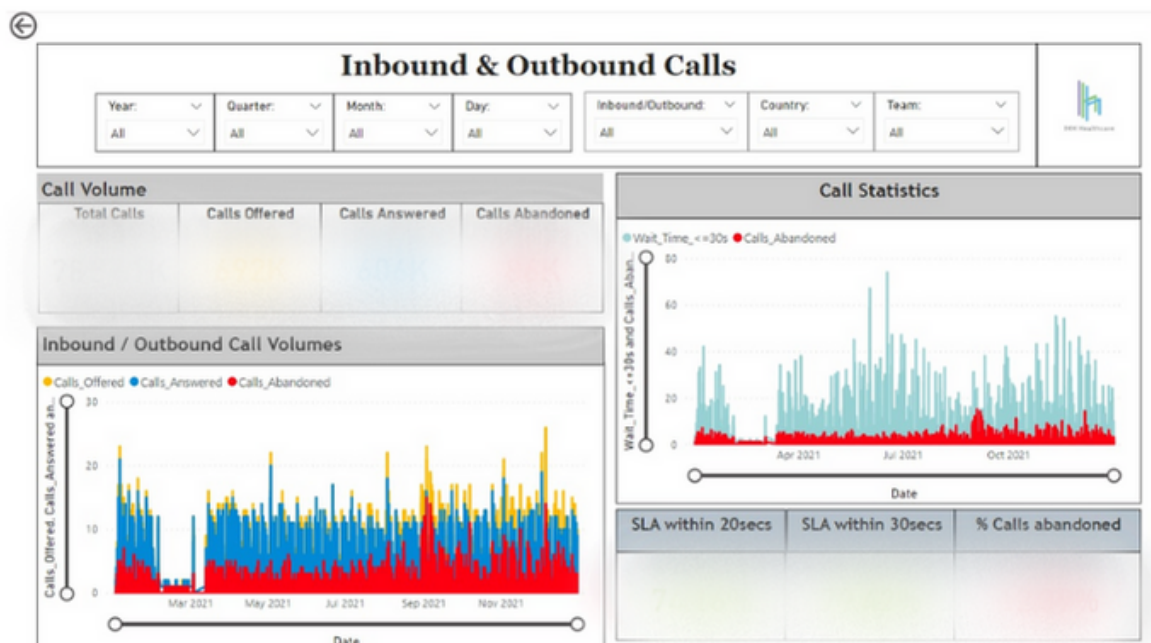 Inbound & Outbound Calls
Year: Quarter: Month: Day: Inbound/Outbound: Country: Team:
All All All All All All All
Healthcare
Call Volume
Total Calls Calls Offered Calls Answered Calls Abandoned
Inbound / Outbound Call Volumes
Calls_Offered Calls_Answered Calls_Abandoned
Calls_Offered, Calls_Answered an...
30
20
10
0
Mar 2021 May 2021 Jul 2021 Sep 2021 Nov 2021
Date
Call Statistics
Wait_Time_<=30s Calls_Abandoned
Wait_Time_<=30s and Calls_Aban...
80
60
40
20
0
Apr 2021 Jul 2021 Oct 2021
Date
SLA within 20secs SLA within 30secs % Calls abandoned